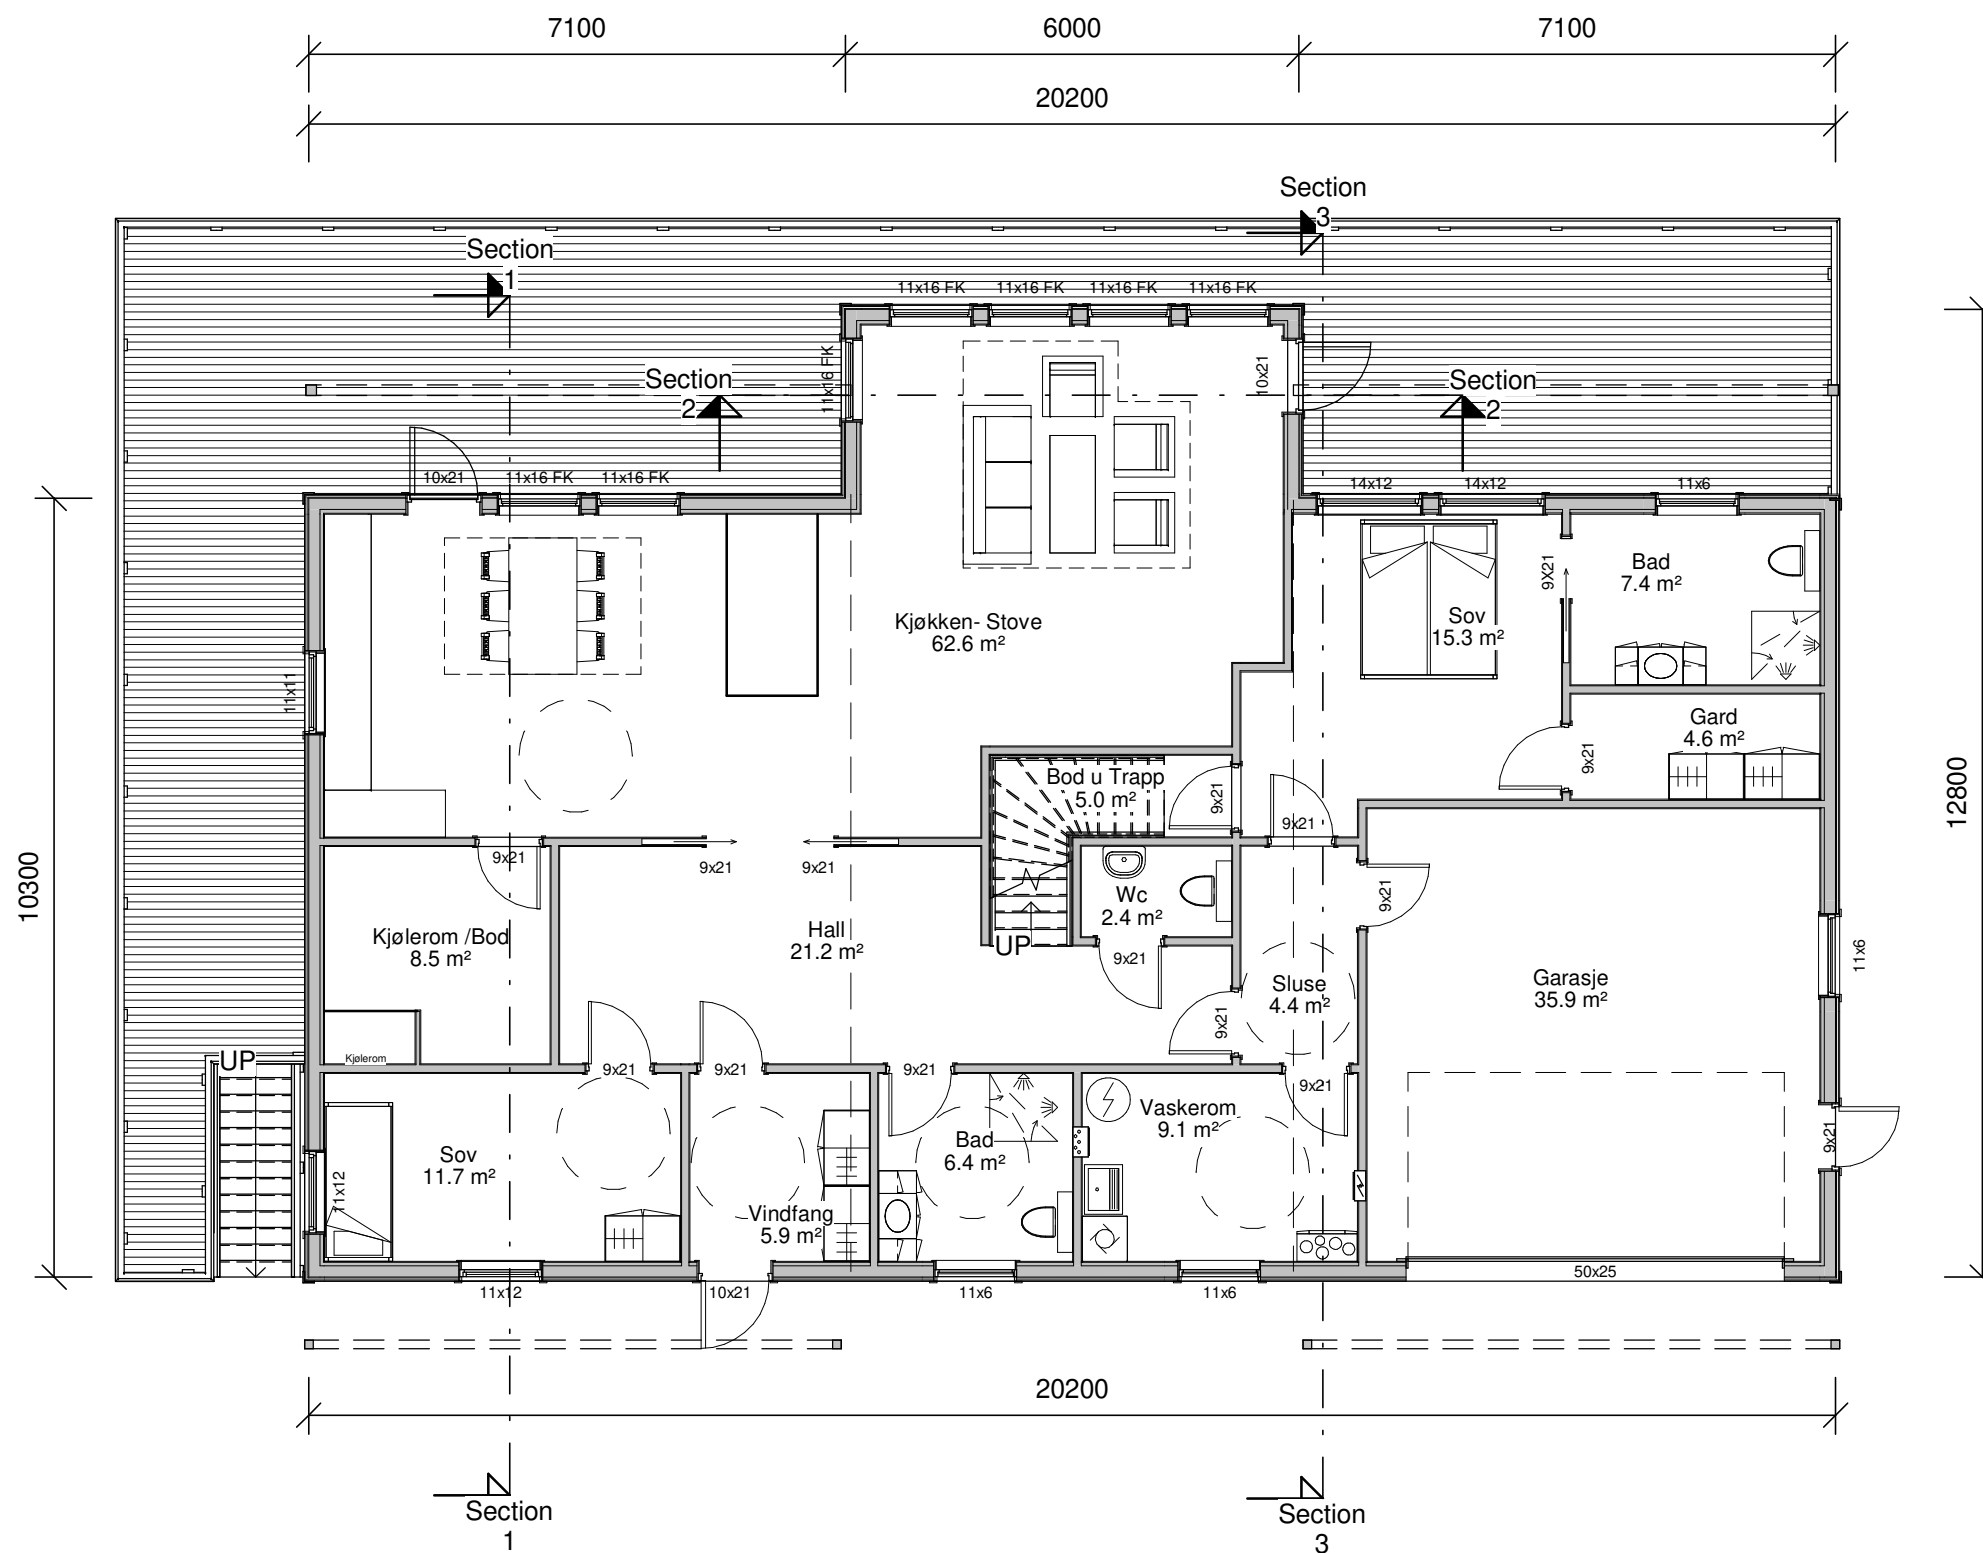 7100
6000
7100
20200
Section
3
Section
1
11x16 FK
11x16 FK
11x16 FK
11x16 FK
11x16 FK
10x21
Section
2
Section
2
10x21
11x16 FK
11x16 FK
14x12
14x12
11x6
9X21
Bad
7.4 m²
Kjøkken- Stove
62.6 m²
Sov
15.3 m²
11x11
Gard
4.6 m²
9x21
Bod u Trapp
5.0 m²
9x21
9x21
12800
10300
9x21
9x21
9x21
Wc
2.4 m²
9x21
Kjølerom /Bod
8.5 m²
Hall
21.2 m²
UP
9x21
Sluse
4.4 m²
9x21
Garasje
35.9 m²
11x6
Kjølerom
UP
9x21
9x21
9x21
9x21
Sov
11.7 m²
11x12
Vindfang
5.9 m²
Bad
6.4 m²
Vaskerom
9.1 m²
9x21
50x25
11x12
10x21
11x6
11x6
20200
Section
1
Section
3